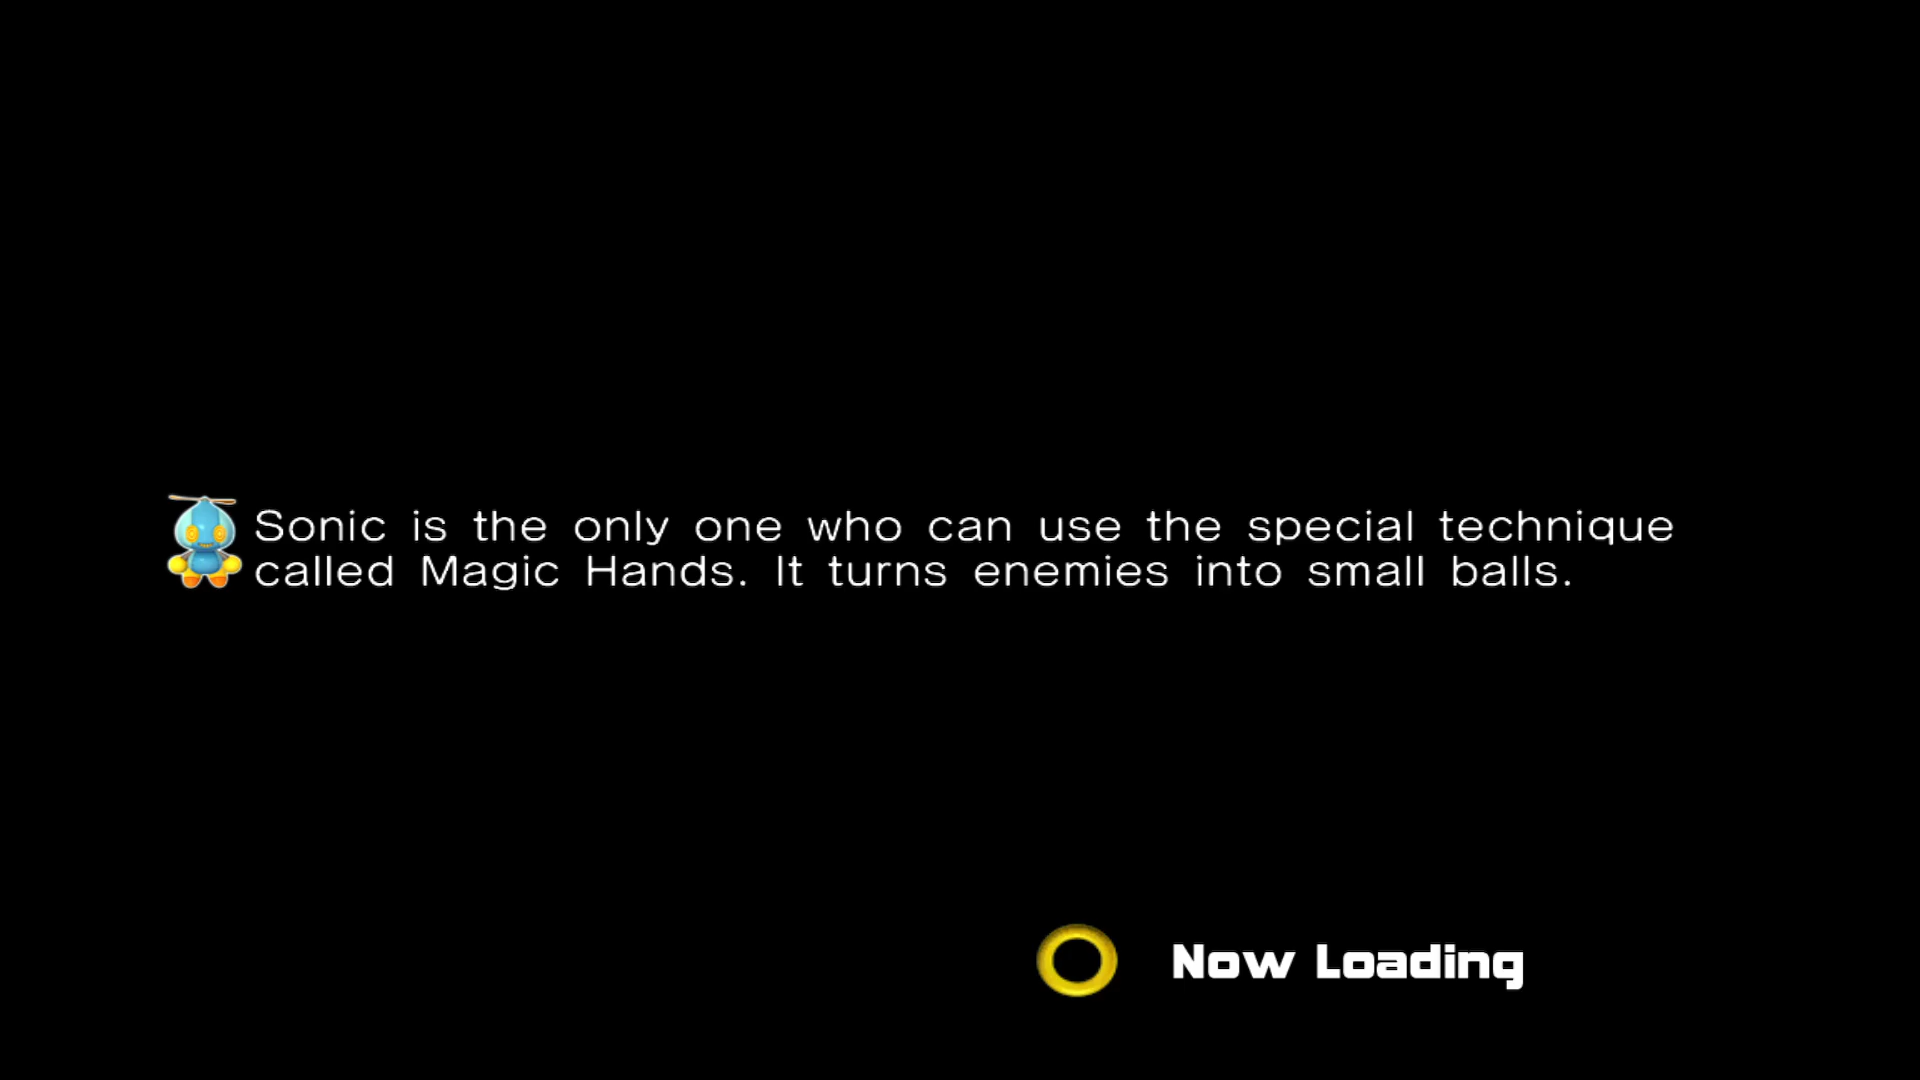 Sonic is the only one who can use the special technique
called Magic Hands. It turns enemies into small balls.
Now Loading